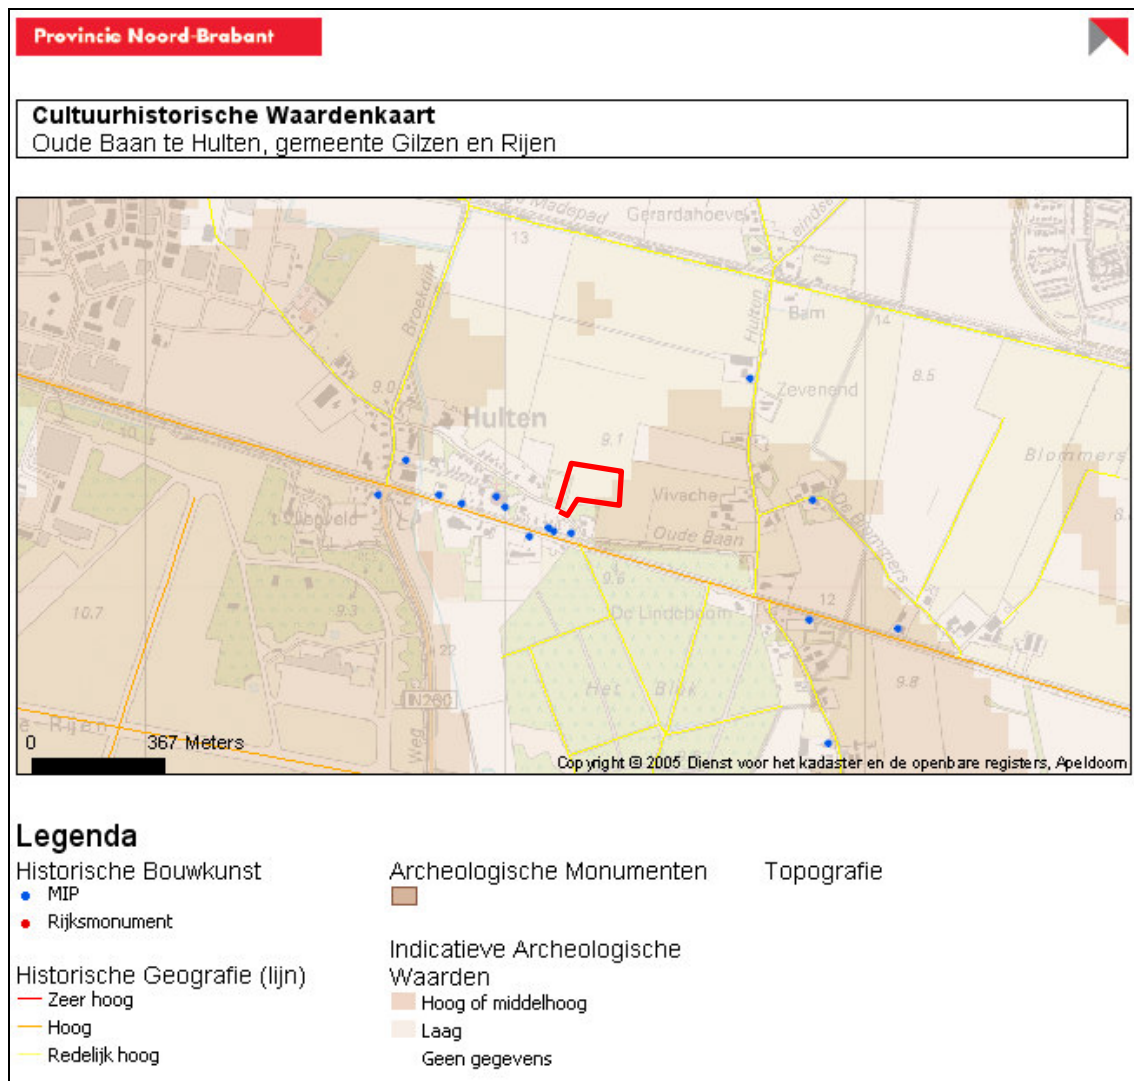 Provincie Noord-Brabant
Cultuurhistorische Waardenkaart
Oude Baan te Hulten, gemeente Gilzen en Rijen
Madepad
Gerardahoeve
eindse
13
Broekdijk
Hulten
Bam
14
9.0
Zevenend
8.5
Hulten
10
9.1
Blommers
Vivache
't Vliegveld
De Blommers
Oude Baan
9.6
10.7
9.3
De Lindeboom
12
22
Het Blok
9.8
N260
e Rijen
Weg
0
367 Meters
Copyright © 2005 Dienst voor het kadaster en de openbare registers, Apeldoorn
Legenda
Historische Bouwkunst
MIP
Rijksmonument
Historische Geografie (lijn)
Zeer hoog
Hoog
Redelijk hoog
Archeologische Monumenten
Indicatieve Archeologische
Waarden
Hoog of middelhoog
Laag
Geen gegevens
Topografie